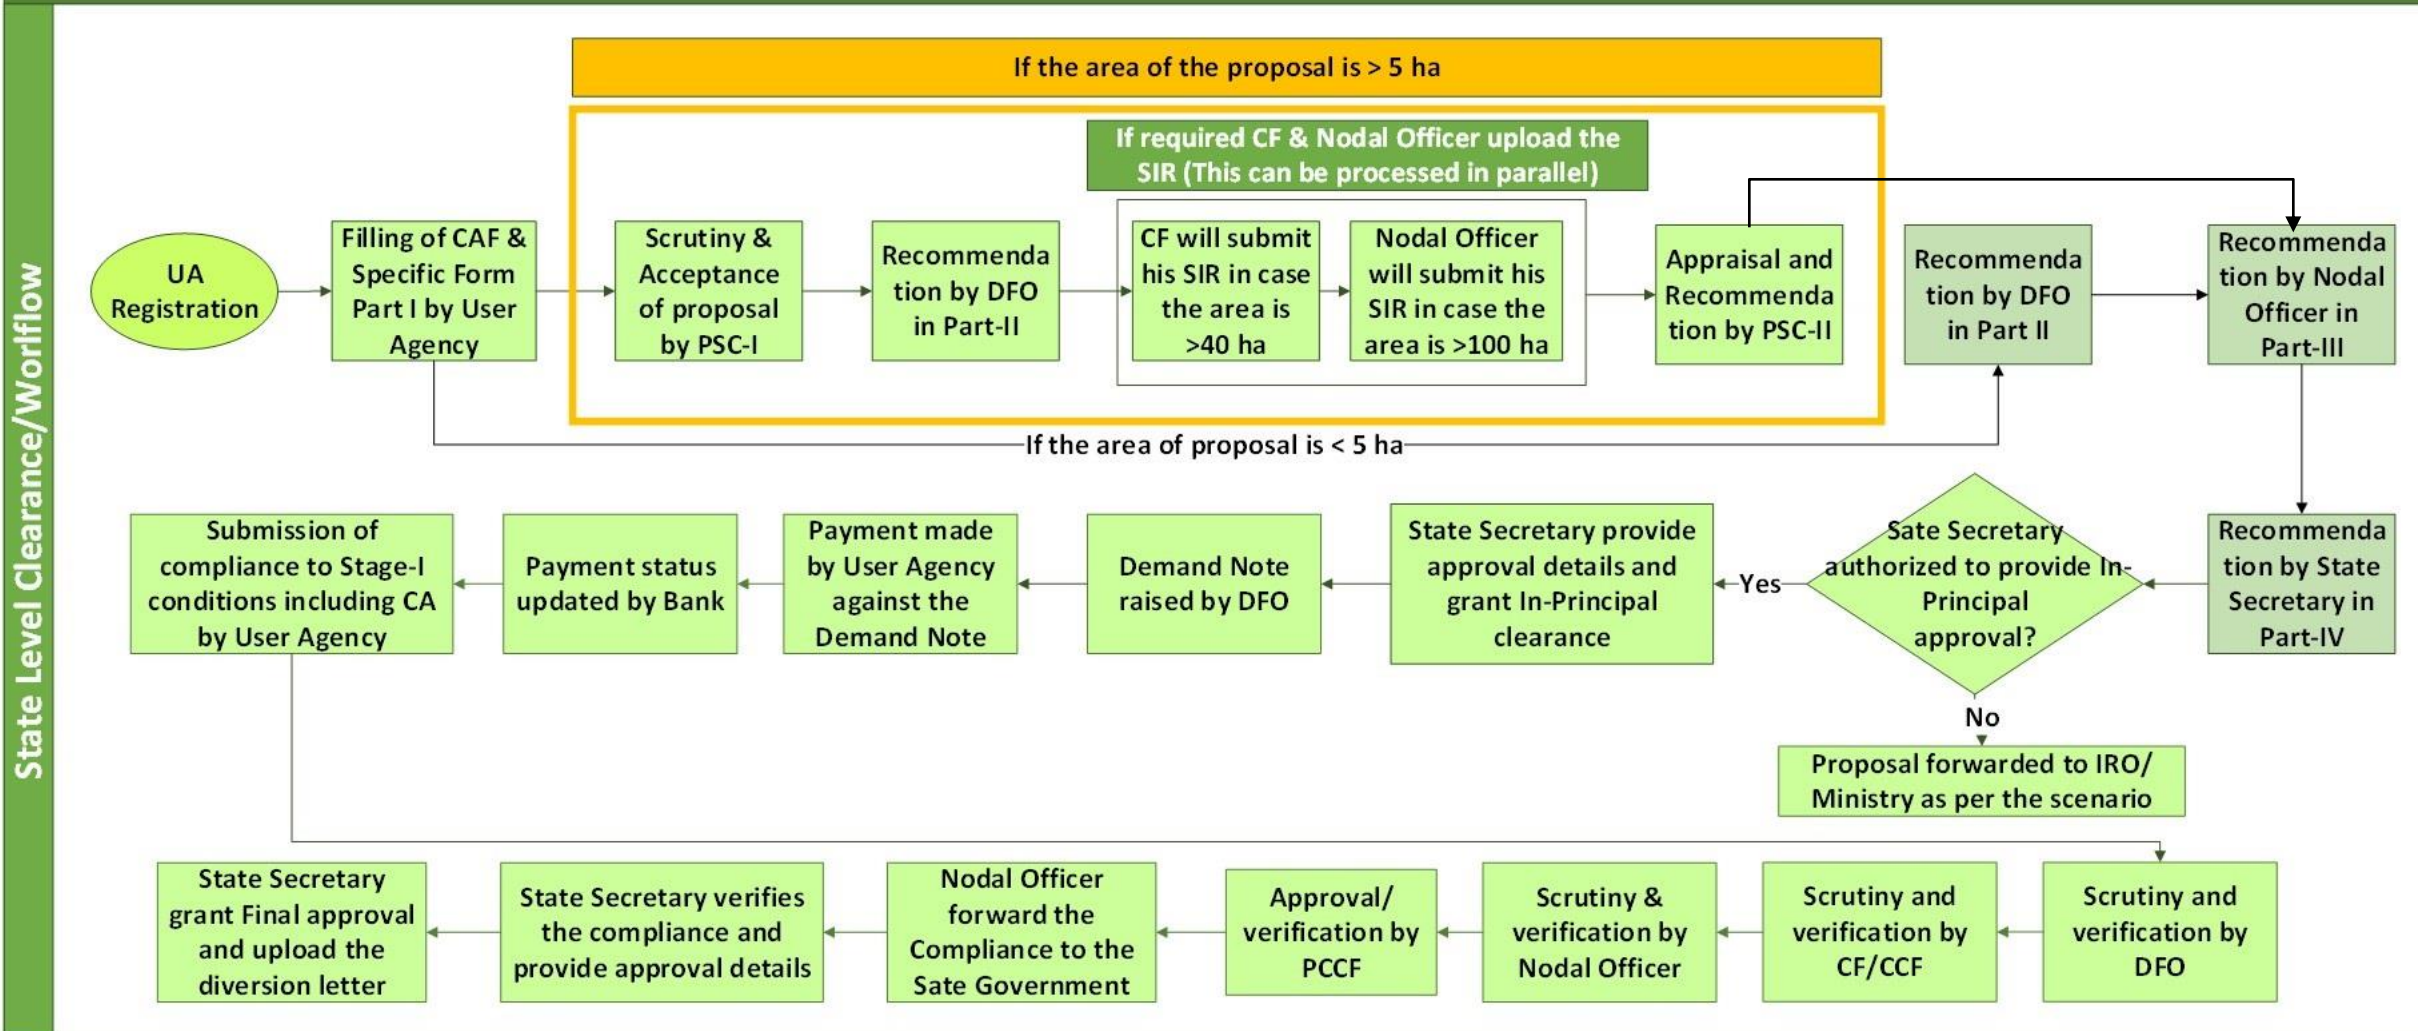 State Level Clearance/Worlflow
If the area of the proposal is > 5 ha
If required CF & Nodal Officer upload the
SIR (This can be processed in parallel)
UA
Registration
Filling of CAF &
Specific Form
Part I by User
Agency
Scrutiny &
Acceptance
of proposal
by PSC-I
Recommenda
tion by DFO
in Part-II
CF will submit
his SIR in case
the area is
>40 ha
Nodal Officer
will submit his
SIR in case the
area is >100 ha
Appraisal and
Recommenda
tion by PSC-II
Recommenda
tion by DFO
in Part II
Recommenda
tion by Nodal
Officer in
Part-III
If the area of proposal is < 5 ha
Submission of
compliance to Stage-I
conditions including CA
by User Agency
Payment status
updated by Bank
Payment made
by User Agency
against the
Demand Note
Demand Note
raised by DFO
State Secretary provide
approval details and
grant In-Principal
clearance
Yes
Sate Secretary
authorized to provide In-
Principal
approval?
Recommenda
tion by State
Secretary in
Part-IV
No
Proposal forwarded to IRO/
Ministry as per the scenario
State Secretary
grant Final approval
and upload the
diversion letter
State Secretary verifies
the compliance and
provide approval details
Nodal Officer
forward the
Compliance to the
Sate Government
Approval/
verification by
PCCF
Scrutiny &
verification by
Nodal Officer
Scrutiny and
verification by
CF/CCF
Scrutiny and
verification by
DFO